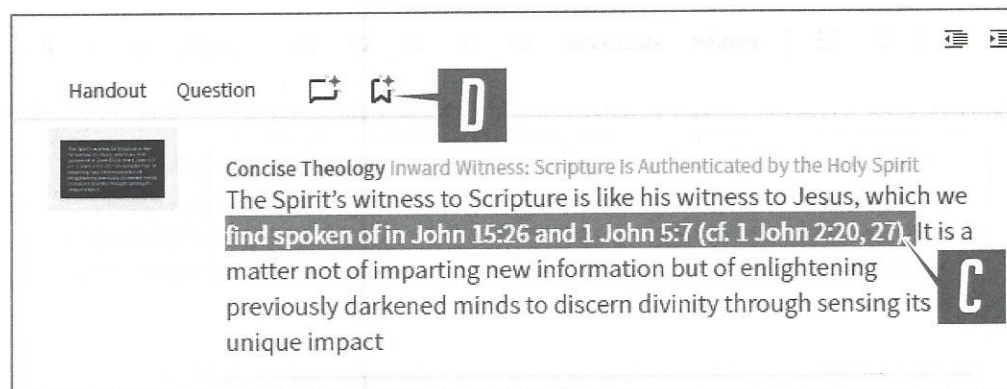 Handout Question
D
Concise Theology Inward Witness: Scripture Is Authenticated by the Holy Spirit
The Spirit's witness to Scripture is like his witness to Jesus, which we
find spoken of in John 15:26 and 1 John 5:7 (cf. 1 John 2:20, 27). It is a
matter not of imparting new information but of enlightening
previously darkened minds to discern divinity through sensing its
unique impact
C